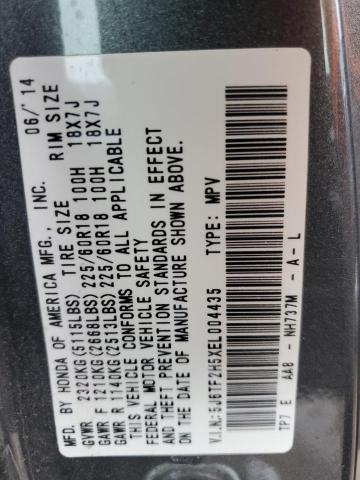 MFD. BY HONDA OF AMERICA MFG., INC. 06/'14
GVWR 2320KG(5115LBS) TIRE SIZE RIM SIZE
GAWR F 1210KG(2668LBS) 225/60R18 100H 18X7J
GAWR R 1140KG(2513LBS) 225/60R18 100H 18X7J
THIS VEHICLE CONFORMS TO ALL APPLICABLE
FEDERAL MOTOR VEHICLE SAFETY
AND THEFT PREVENTION STANDARDS IN EFFECT
ON THE DATE OF MANUFACTURE SHOWN ABOVE.
V.I.N.:5J6TF2H5XEL004435 TYPE: MPV
TP7 E AA8 - NH737M - A - L